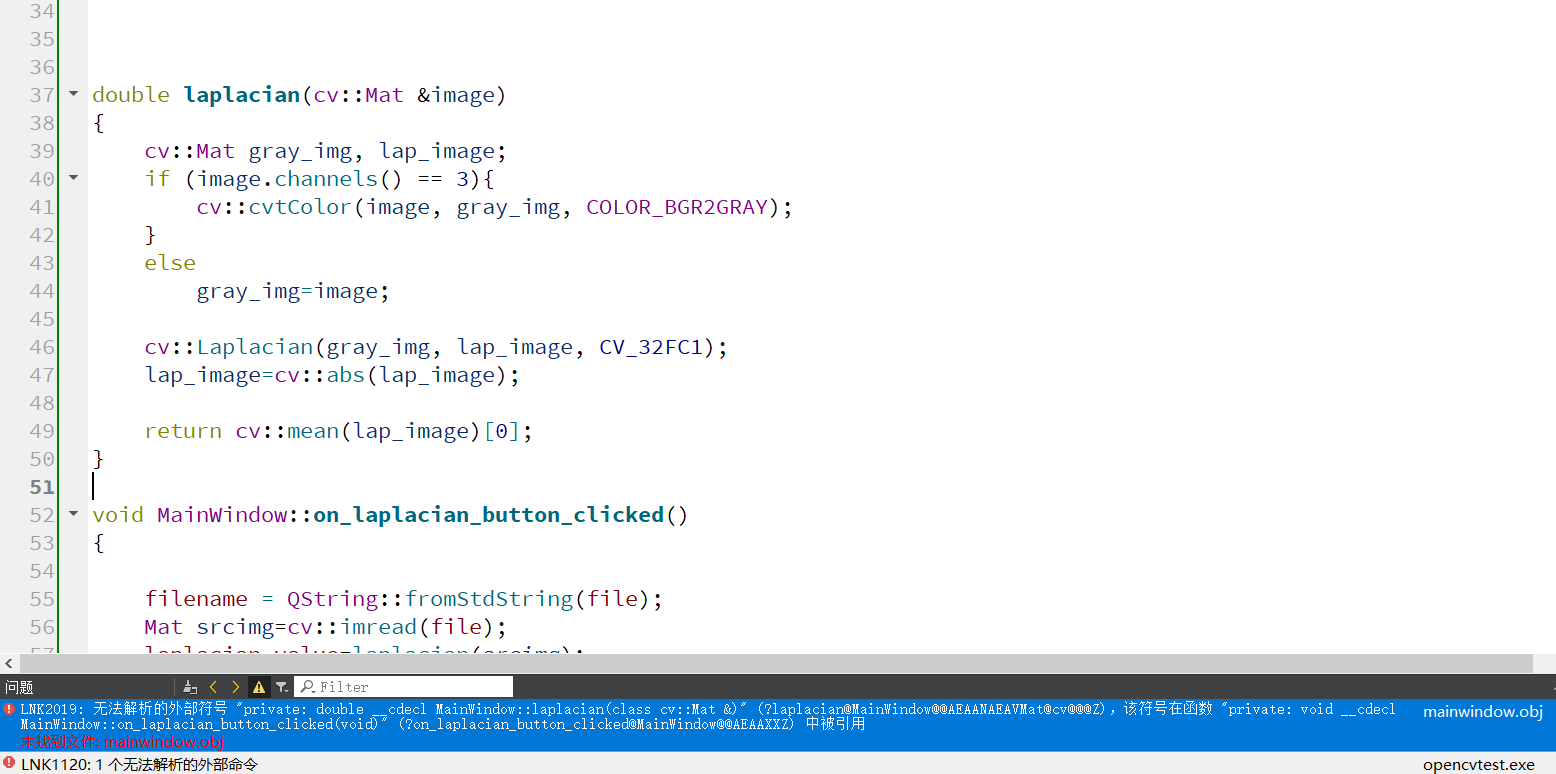 34
35
36
37 double laplacian(cv::Mat &image)
38 {
39 cv::Mat gray_img, lap_image;
40 if (image.channels() == 3){
41 cv::cvtColor(image, gray_img, COLOR_BGR2GRAY);
42 }
43 else
44 gray_img=image;
45
46 cv::Laplacian(gray_img, lap_image, CV_32FC1);
47 lap_image=cv::abs(lap_image);
48
49 return cv::mean(lap_image)[0];
50 }
51
52 void MainWindow::on_laplacian_button_clicked()
53 {
54
55 filename = QString::fromStdString(file);
56 Mat srcimg=cv::imread(file);
57 laplacian_value=laplacian(srcimg);
问题 Filter
LNK2019: 无法解析的外部符号 "private: double __cdecl MainWindow::laplacian(class cv::Mat &)" (?laplacian@MainWindow@@AEAANAEAVMat@cv@@@Z)，该符号在函数 "private: void __cdecl mainwindow.obj
MainWindow::on_laplacian_button_clicked(void)" (?on_laplacian_button_clicked@MainWindow@@AEAAXXZ) 中被引用
未找到文件: mainwindow.obj
LNK1120: 1 个无法解析的外部命令 opencvtest.exe